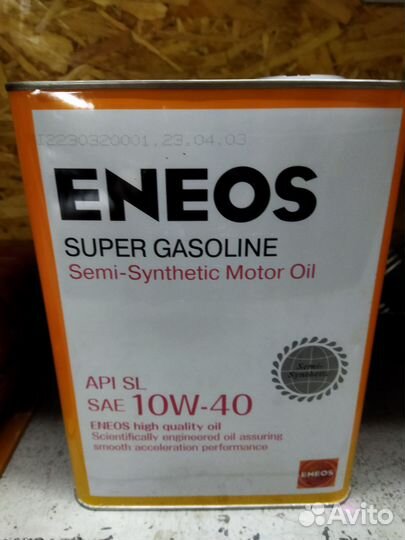 I2230320001.23.04.03
ENEOS
SUPER GASOLINE
Semi-Synthetic Motor Oil
Semi-
Synthetic
API SL
SAE 10W-40
ENEOS high quality oil
Scientifically engineered oil assuring
smooth acceleration performance
ENEOS
Avito